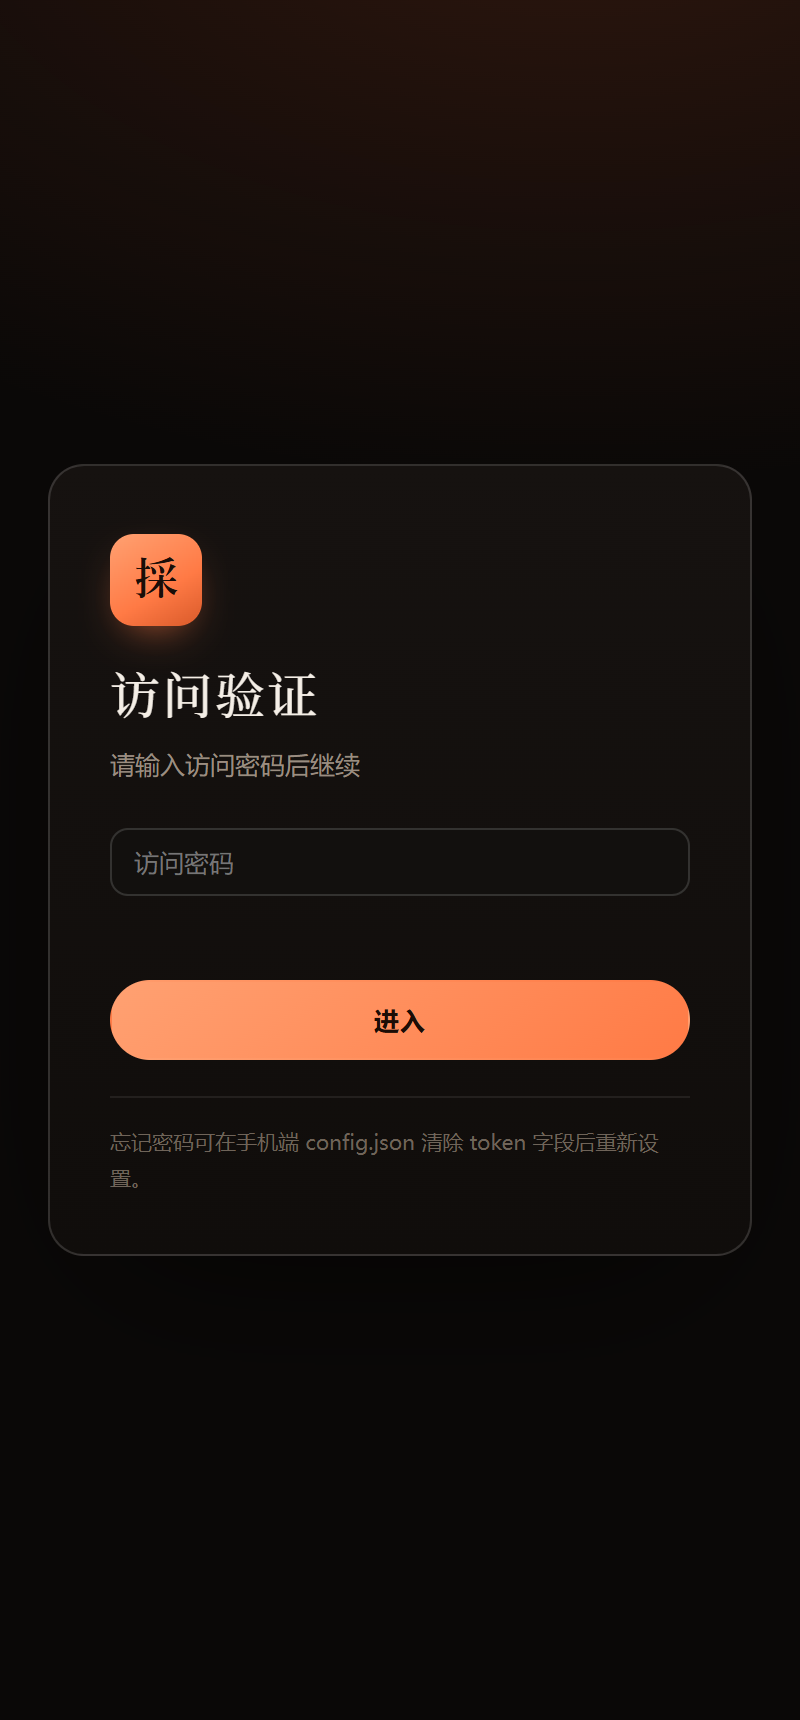 採
访问验证
请输入访问密码后继续
访问密码
进入
忘记密码可在手机端 config.json 清除 token 字段后重新设
置。